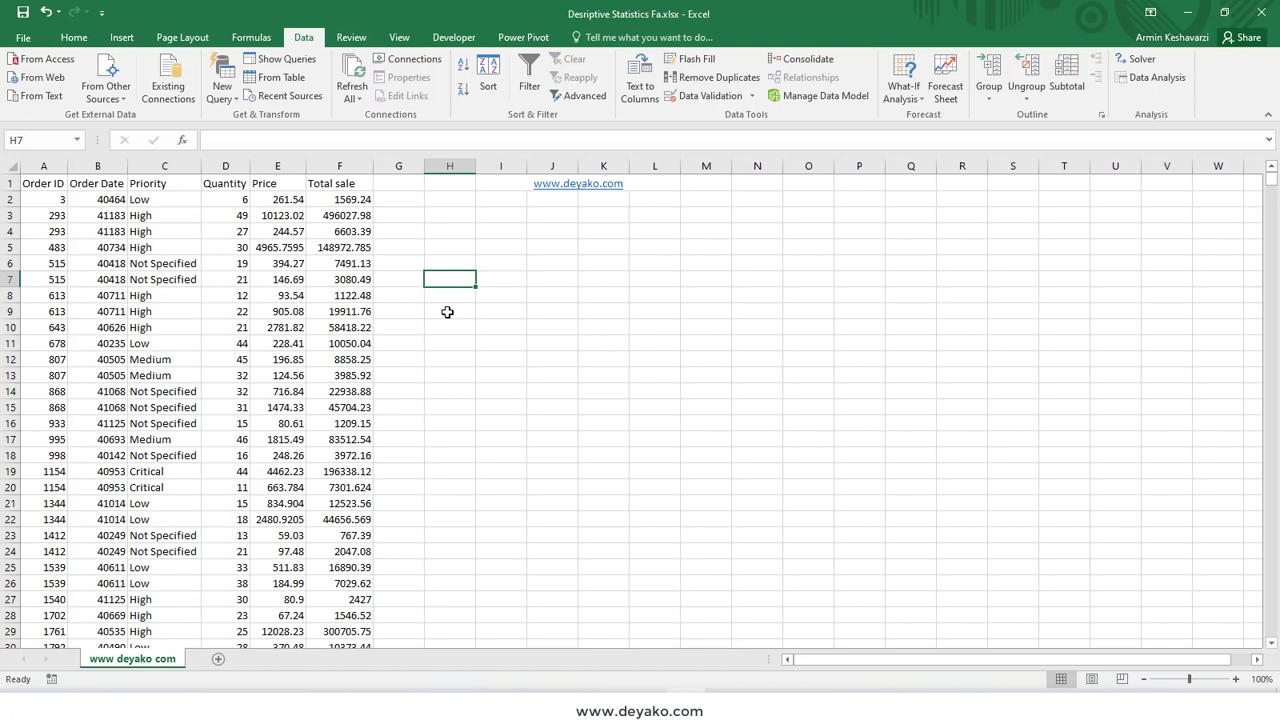 Desriptive Statistics Fa.xlsx - Excel
File Home Insert Page Layout Formulas Data Review View Developer Power Pivot Tell me what you want to do... Armin Keshavarzi Share
From Access
From Web
From Text
From Other Sources
Existing Connections
Get External Data
New Query
Show Queries
From Table
Recent Sources
Get & Transform
Refresh All
Connections
Properties
Edit Links
Connections
Sort
Filter
Clear
Reapply
Advanced
Sort & Filter
Text to Columns
Flash Fill
Remove Duplicates
Data Validation
Consolidate
Relationships
Manage Data Model
Data Tools
What-If Analysis
Forecast Sheet
Forecast
Group
Ungroup
Subtotal
Outline
Solver
Data Analysis
Analysis
H7 fx
A B C D E F G H I J K L M N O P Q R S T U V W
1 Order ID Order Date Priority Quantity Price Total sale www.deyako.com
2 3 40464 Low 6 261.54 1569.24
3 293 41183 High 49 10123.02 496027.98
4 293 41183 High 27 244.57 6603.39
5 483 40734 High 30 4965.7595 148972.785
6 515 40418 Not Specified 19 394.27 7491.13
7 515 40418 Not Specified 21 146.69 3080.49
8 613 40711 High 12 93.54 1122.48
9 613 40711 High 22 905.08 19911.76
10 643 40626 High 21 2781.82 58418.22
11 678 40235 Low 44 228.41 10050.04
12 807 40505 Medium 45 196.85 8858.25
13 807 40505 Medium 32 124.56 3985.92
14 868 41068 Not Specified 32 716.84 22938.88
15 868 41068 Not Specified 31 1474.33 45704.23
16 933 41125 Not Specified 15 80.61 1209.15
17 995 40693 Medium 46 1815.49 83512.54
18 998 40142 Not Specified 16 248.26 3972.16
19 1154 40953 Critical 44 4462.23 196338.12
20 1154 40953 Critical 11 663.784 7301.624
21 1344 41014 Low 15 834.904 12523.56
22 1344 41014 Low 18 2480.9205 44656.569
23 1412 40249 Not Specified 13 59.03 767.39
24 1412 40249 Not Specified 21 97.48 2047.08
25 1539 40611 Low 33 511.83 16890.39
26 1539 40611 Low 38 184.99 7029.62
27 1540 41125 High 30 80.9 2427
28 1702 40669 High 23 67.24 1546.52
29 1761 40535 High 25 12028.23 300705.75
30 1792 40490 Low 28 370.48 10373.44
www deyako com
Ready 100%
www.deyako.com